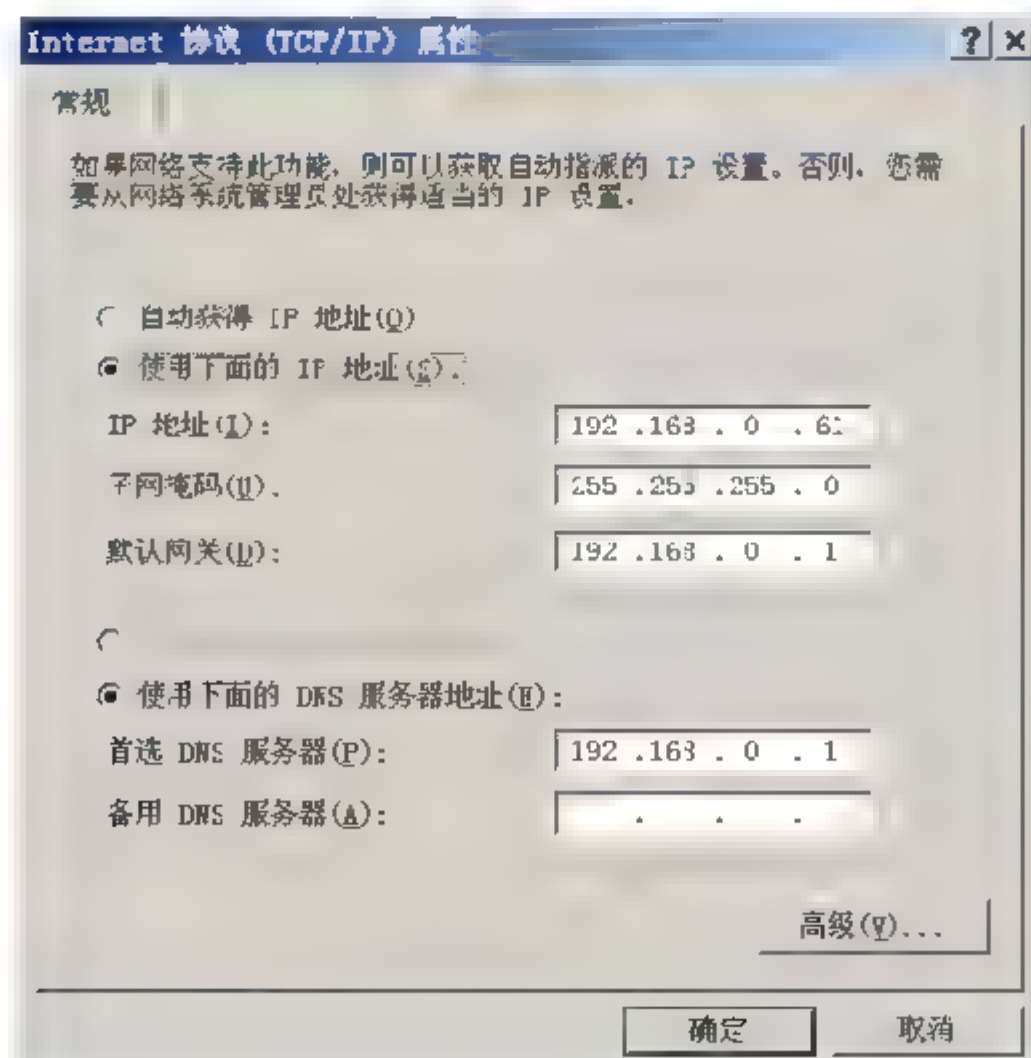 Internet 协议 (TCP/IP) 属性
常规
如果网络支持此功能，则可以获取自动指派的 IP 设置。否则，您需
要从网络系统管理员处获得适当的 IP 设置。
自动获得 IP 地址(O)
使用下面的 IP 地址(S):
IP 地址(I):
192 .168 . 0 .
子网掩码(U):
255 .255 .255 . 0
默认网关(D):
192 .168 . 0 . 1
使用下面的 DNS 服务器地址(E):
首选 DNS 服务器(P):
192 .168 . 0 . 1
备用 DNS 服务器(A):
. . .
高级(V)...
确定
取消